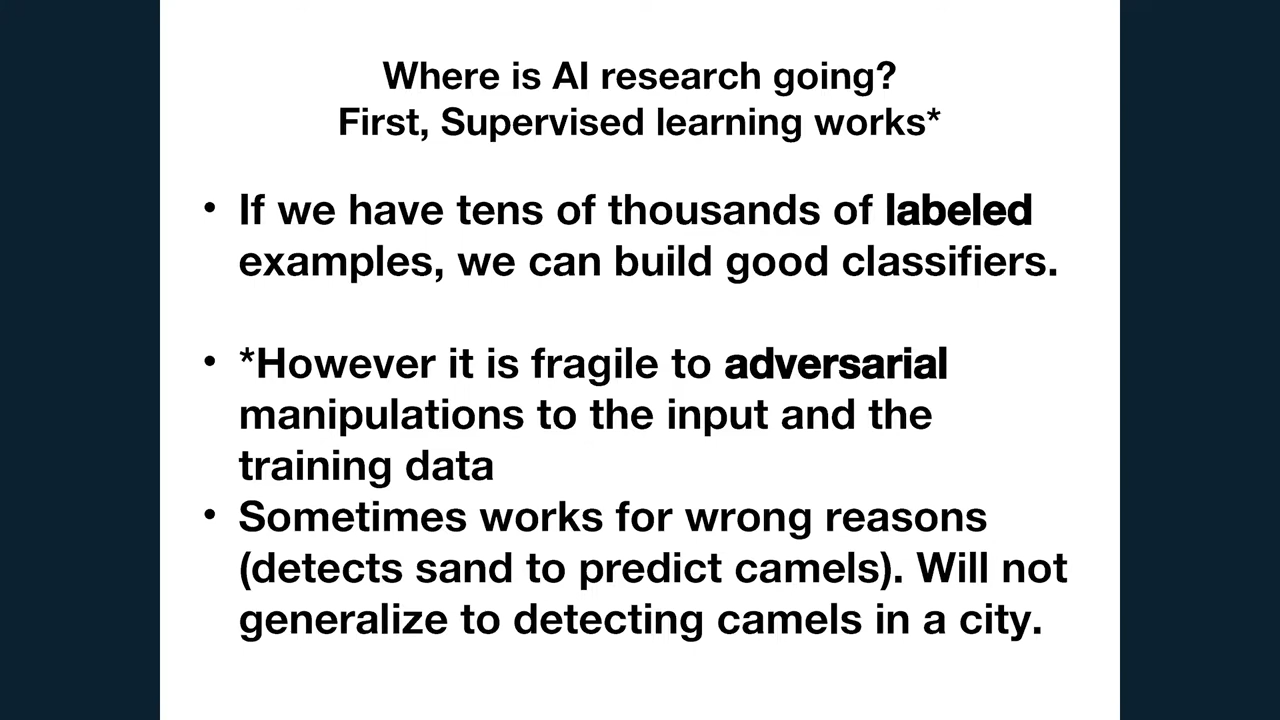 Where is AI research going?
First, Supervised learning works*
• If we have tens of thousands of labeled
examples, we can build good classifiers.
• *However it is fragile to adversarial
manipulations to the input and the
training data
• Sometimes works for wrong reasons
(detects sand to predict camels). Will not
generalize to detecting camels in a city.